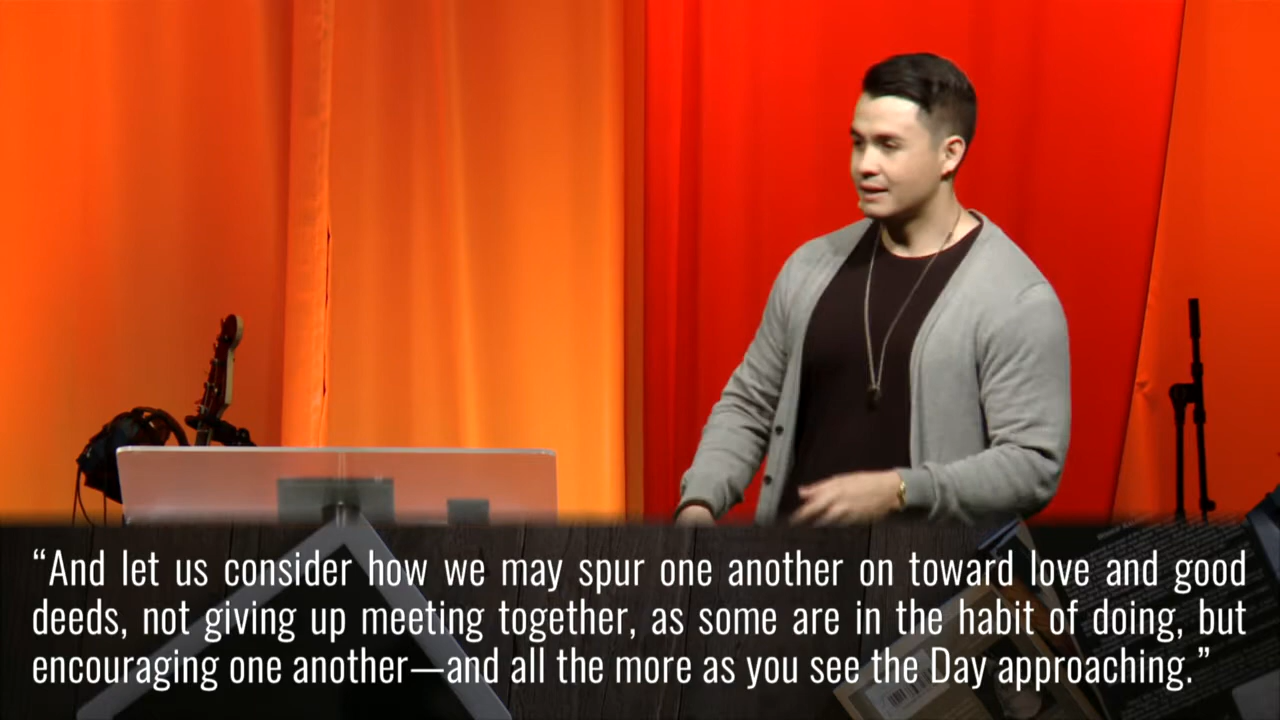 “And let us consider how we may spur one another on toward love and good
deeds, not giving up meeting together, as some are in the habit of doing, but
encouraging one another—and all the more as you see the Day approaching.”